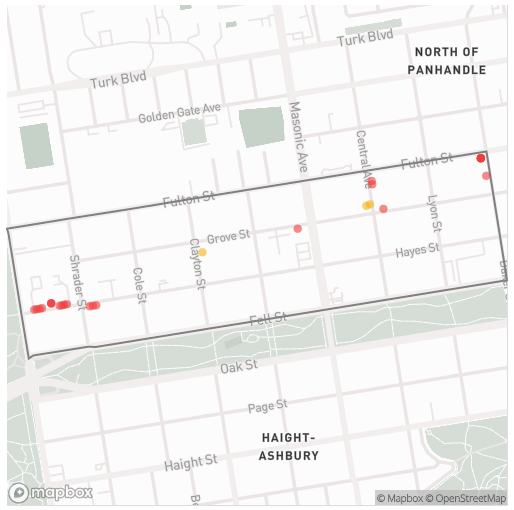 Turk Blvd
NORTH OF
PANHANDLE
Turk Blvd
Golden Gate Ave
Masonic Ave
Central Ave
Fulton St
Fulton St
Lyon St
Grove St
Clayton St
Hayes St
Shrader St
Cole St
Fell St
Oak St
Page St
HAIGHT-
ASHBURY
Haight St
mapbox
© Mapbox © OpenStreetMap